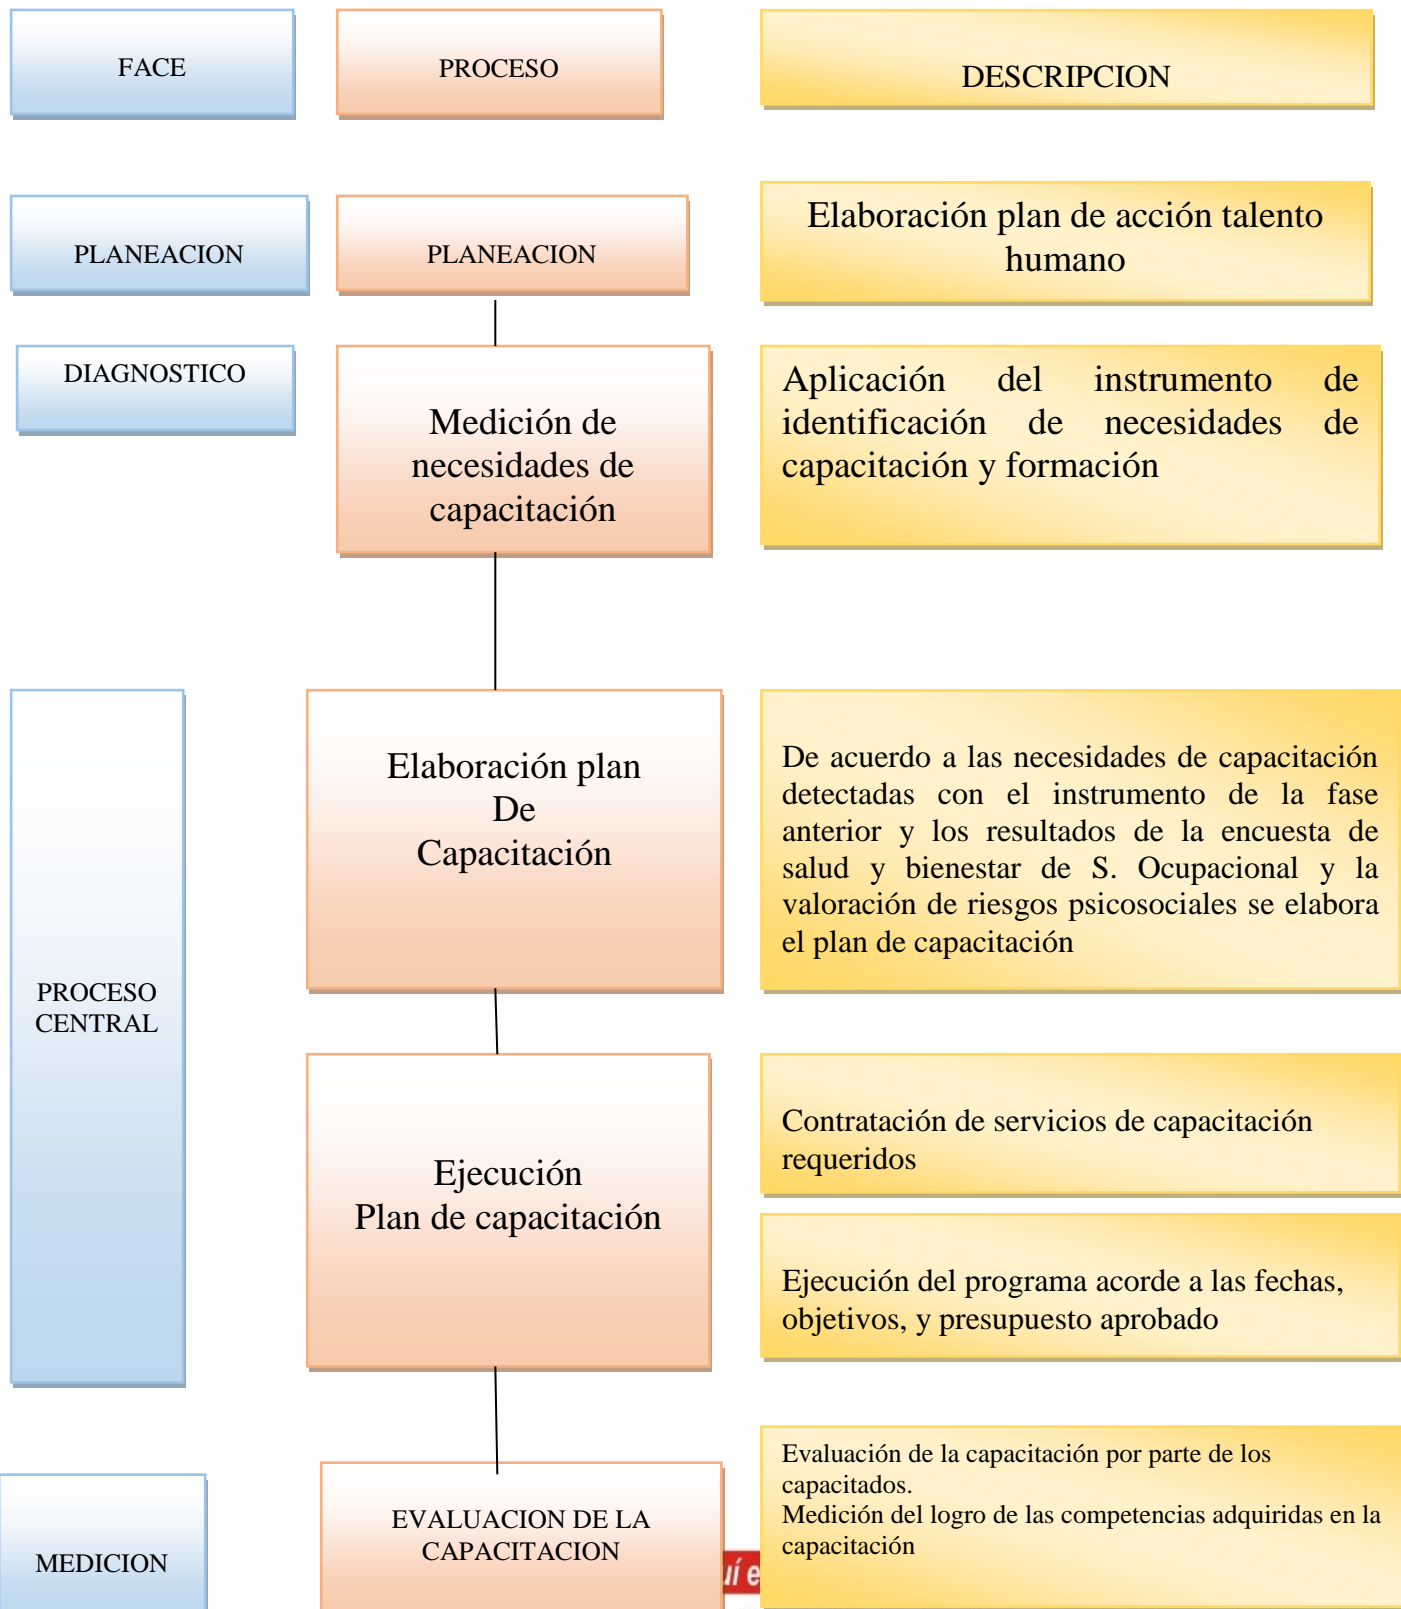 FACE
PROCESO
DESCRIPCION
PLANEACION
PLANEACION
Elaboración plan de acción talento
humano
DIAGNOSTICO
Medición de
necesidades de
capacitación
Aplicación del instrumento de
identificación de necesidades de
capacitación y formación
PROCESO
CENTRAL
Elaboración plan
De
Capacitación
De acuerdo a las necesidades de capacitación
detectadas con el instrumento de la fase
anterior y los resultados de la encuesta de
salud y bienestar de S. Ocupacional y la
valoración de riesgos psicosociales se elabora
el plan de capacitación
Ejecución
Plan de capacitación
Contratación de servicios de capacitación
requeridos
Ejecución del programa acorde a las fechas,
objetivos, y presupuesto aprobado
MEDICION
EVALUACION DE LA
CAPACITACION
Evaluación de la capacitación por parte de los
capacitados.
Medición del logro de las competencias adquiridas en la
capacitación